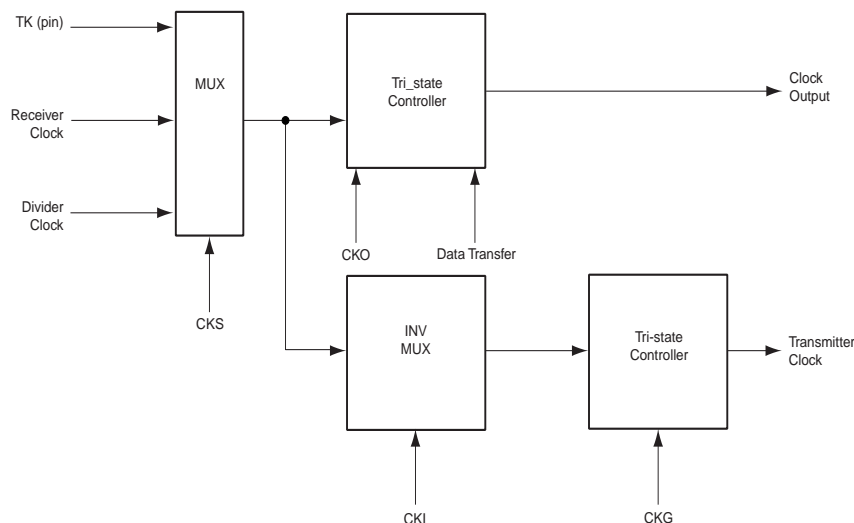 TK (pin)
MUX
Tri_state
Controller
Clock
Output
Receiver
Clock
Divider
Clock
CKO
Data Transfer
CKS
INV
MUX
Tri-state
Controller
Transmitter
Clock
CKI
CKG